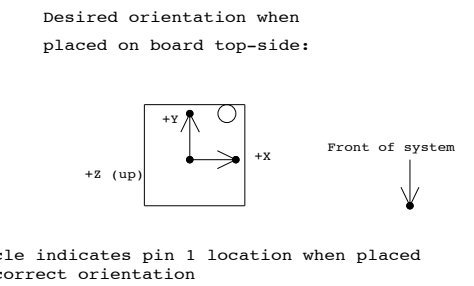 Desired orientation when
placed on board top-side:
+Y
+X
Front of system
+Z (up)
cle indicates pin 1 location when placed
correct orientation